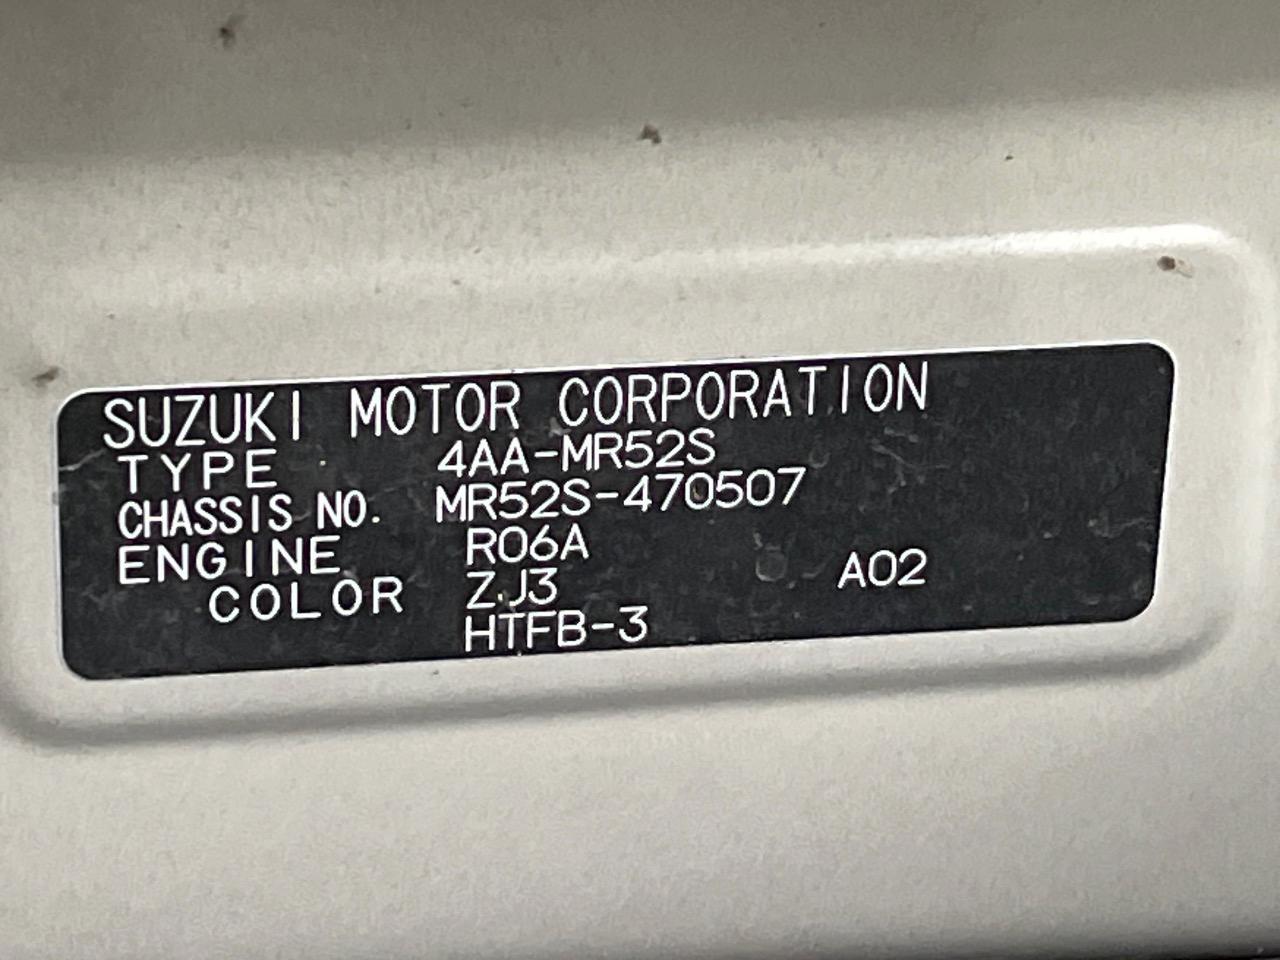 SUZUKI MOTOR CORPORATION
TYPE 4AA-MR52S
CHASSIS NO. MR52S-470507
ENGINE R06A
COLOR ZJ3 A02
HTFB-3